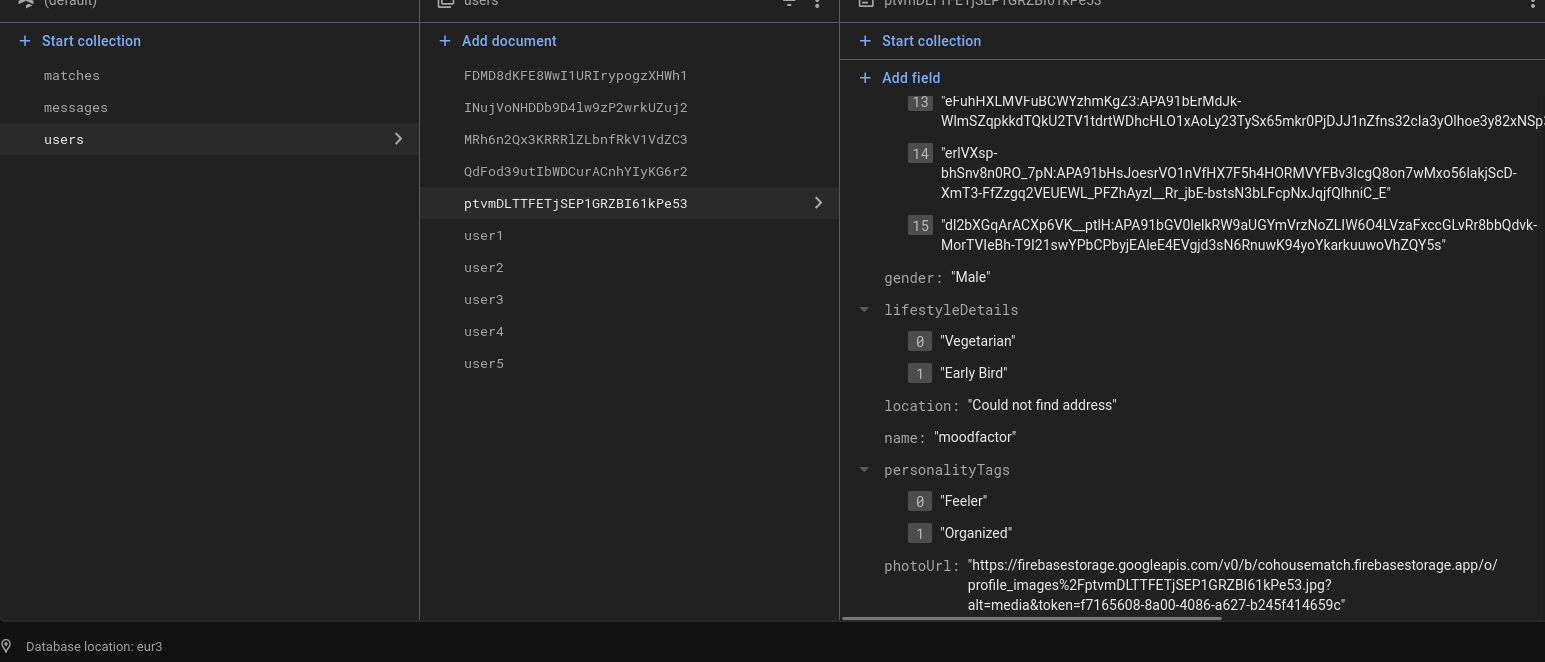 (default)
users
ptvmDLTTFETjSEP1GRZBI61kPe53
Start collection
Add document
Start collection
matches
messages
users
FDMD8dKFE8WwI1URIrypogzXHWh1
INujVoNHDDb9D4lw9zP2wrkUZuj2
MRh6n2Qx3KRRRlZLbnfRkV1VdZC3
QdFod39utIbWDCurACnhYIyKG6r2
ptvmDLTTFETjSEP1GRZBI61kPe53
user1
user2
user3
user4
user5
Add field
13 "eFuhHXLMVFuBCWYzhmKgZ3:APA91bErMdJk-
WlmSZqpkkdTQkU2TV1tdrtWDhcHLO1xAoLy23TySx65mkr0PjDJJ1nZfns32cla3yOlhoe3y82xNSp
14 "erlVXsp-
bhSnv8n0RO_7pN:APA91bHsJoesrVO1nVfHX7F5h4HORMVYFBv3IcgQ8on7wMxo56lakjScD-
XmT3-FfZzgq2VEUEWL_PFZhAyzl__Rr_jbE-bstsN3bLFcpNxJqjfQlhniC_E"
15 "dl2bXGqArACXp6VK__ptlH:APA91bGV0lelkRW9aUGYmVrzNoZLIW6O4LVzaFxccGLvRr8bbQdvk-
MorTVIeBh-T9I21swYPbCPbyjEAleE4EVgjd3sN6RnuwK94yoYkarkuuwoVhZQY5s"
gender: "Male"
lifestyleDetails
0 "Vegetarian"
1 "Early Bird"
location: "Could not find address"
name: "moodfactor"
personalityTags
0 "Feeler"
1 "Organized"
photoUrl: "https://firebasestorage.googleapis.com/v0/b/cohousematch.firebasestorage.app/o/
profile_images%2FptvmDLTTFETjSEP1GRZBI61kPe53.jpg?
alt=media&token=f7165608-8a00-4086-a627-b245f414659c"
Database location: eur3